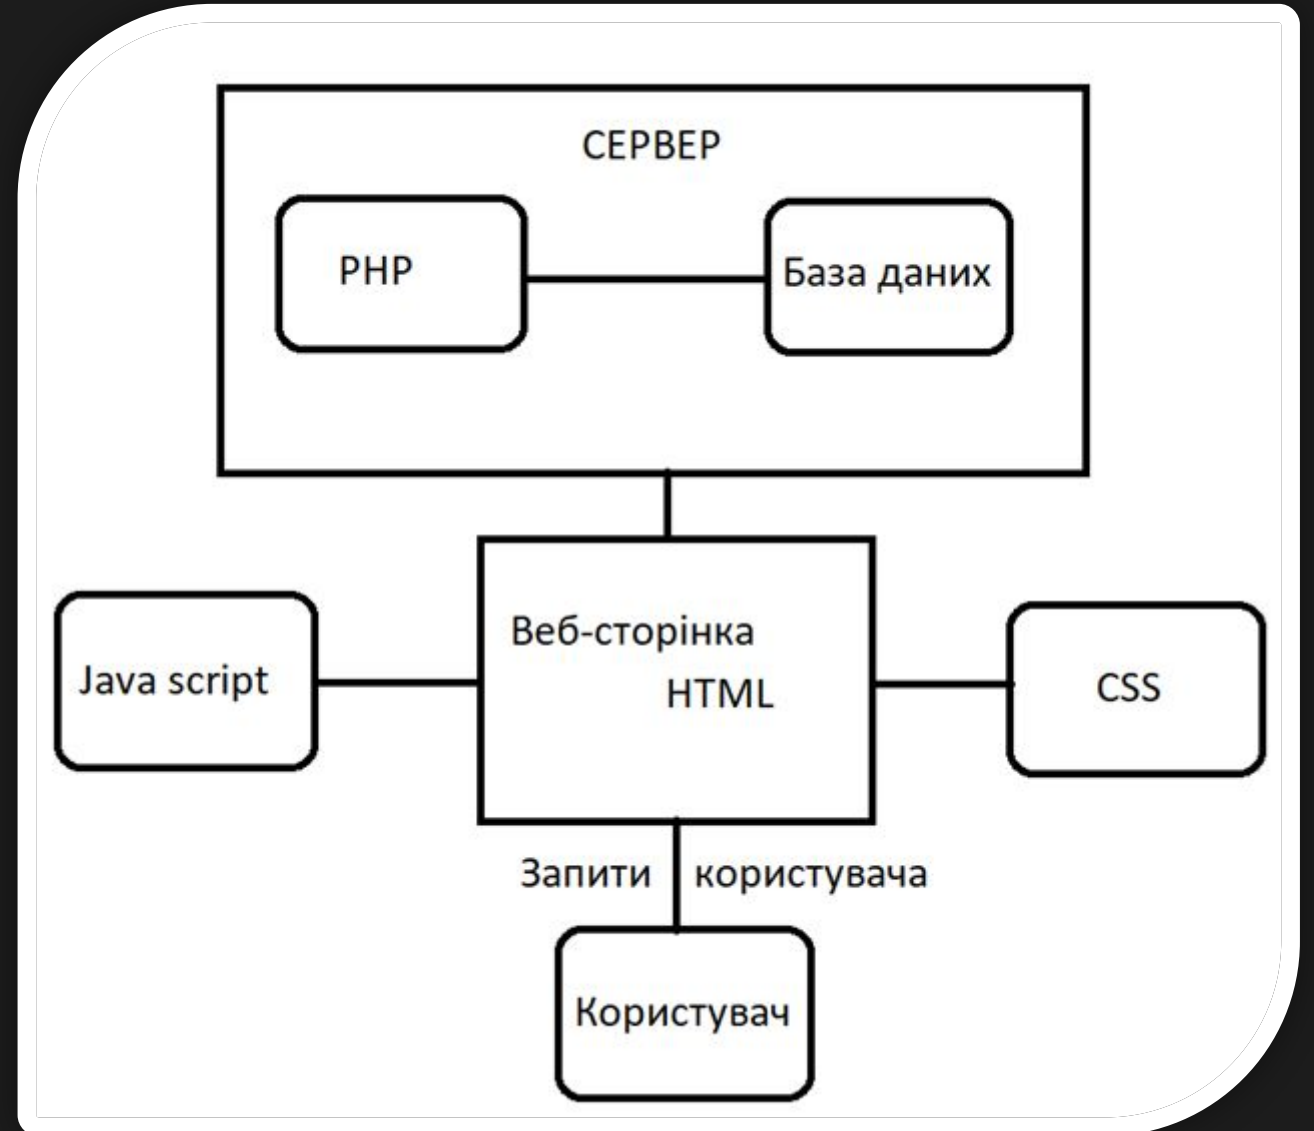 СЕРВЕР
PHP
База даних
Веб-сторінка
HTML
Java script
CSS
Запити користувача
Користувач